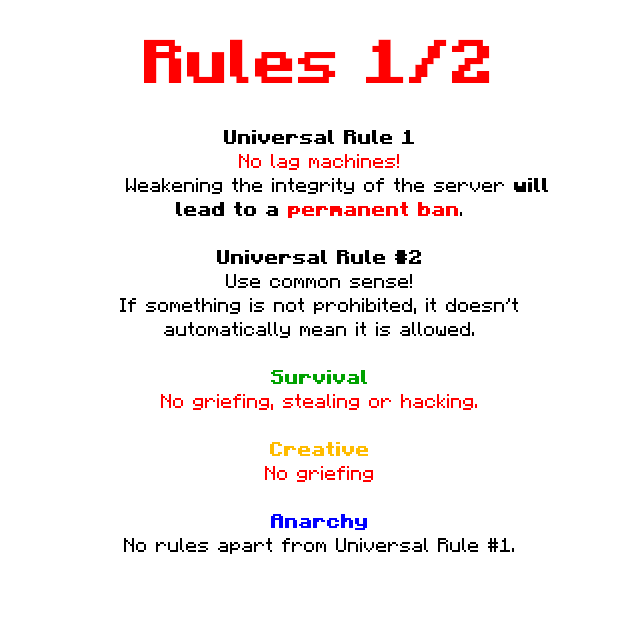 Rules 1/2
Universal Rule 1
No lag machines!
Weakening the integrity of the server will
lead to a permanent ban.
Universal Rule #2
Use common sense!
If something is not prohibited, it doesn't
automatically mean it is allowed.
Survival
No griefing, stealing or hacking.
Creative
No griefing
Anarchy
No rules apart from Universal Rule #1.